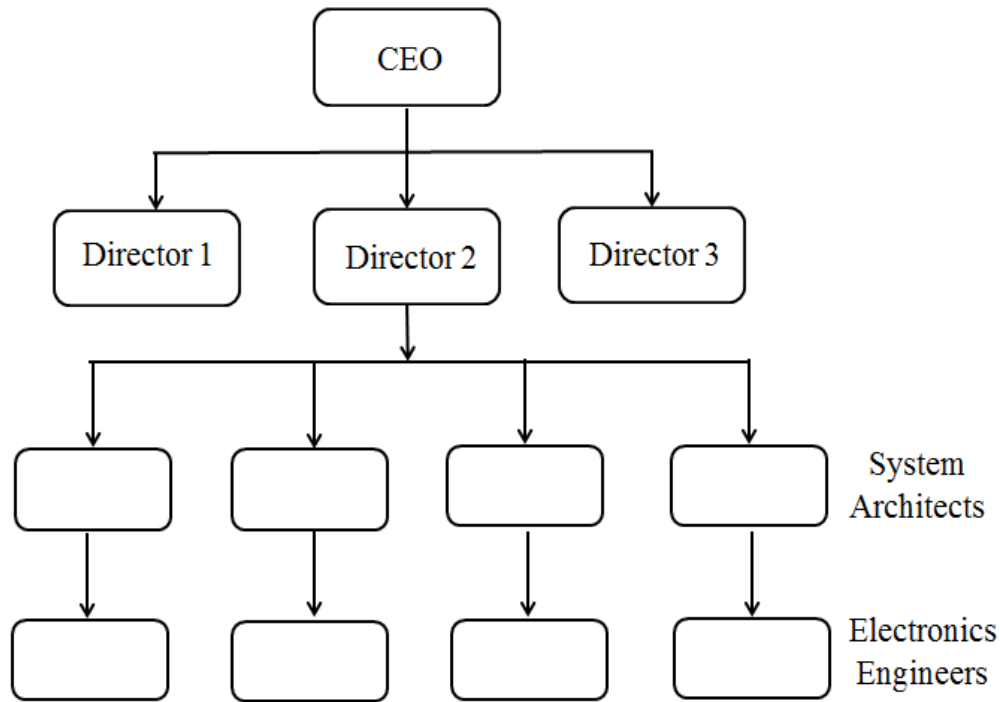 CEO
Director 1
Director 2
Director 3
System
Architects
Electronics
Engineers